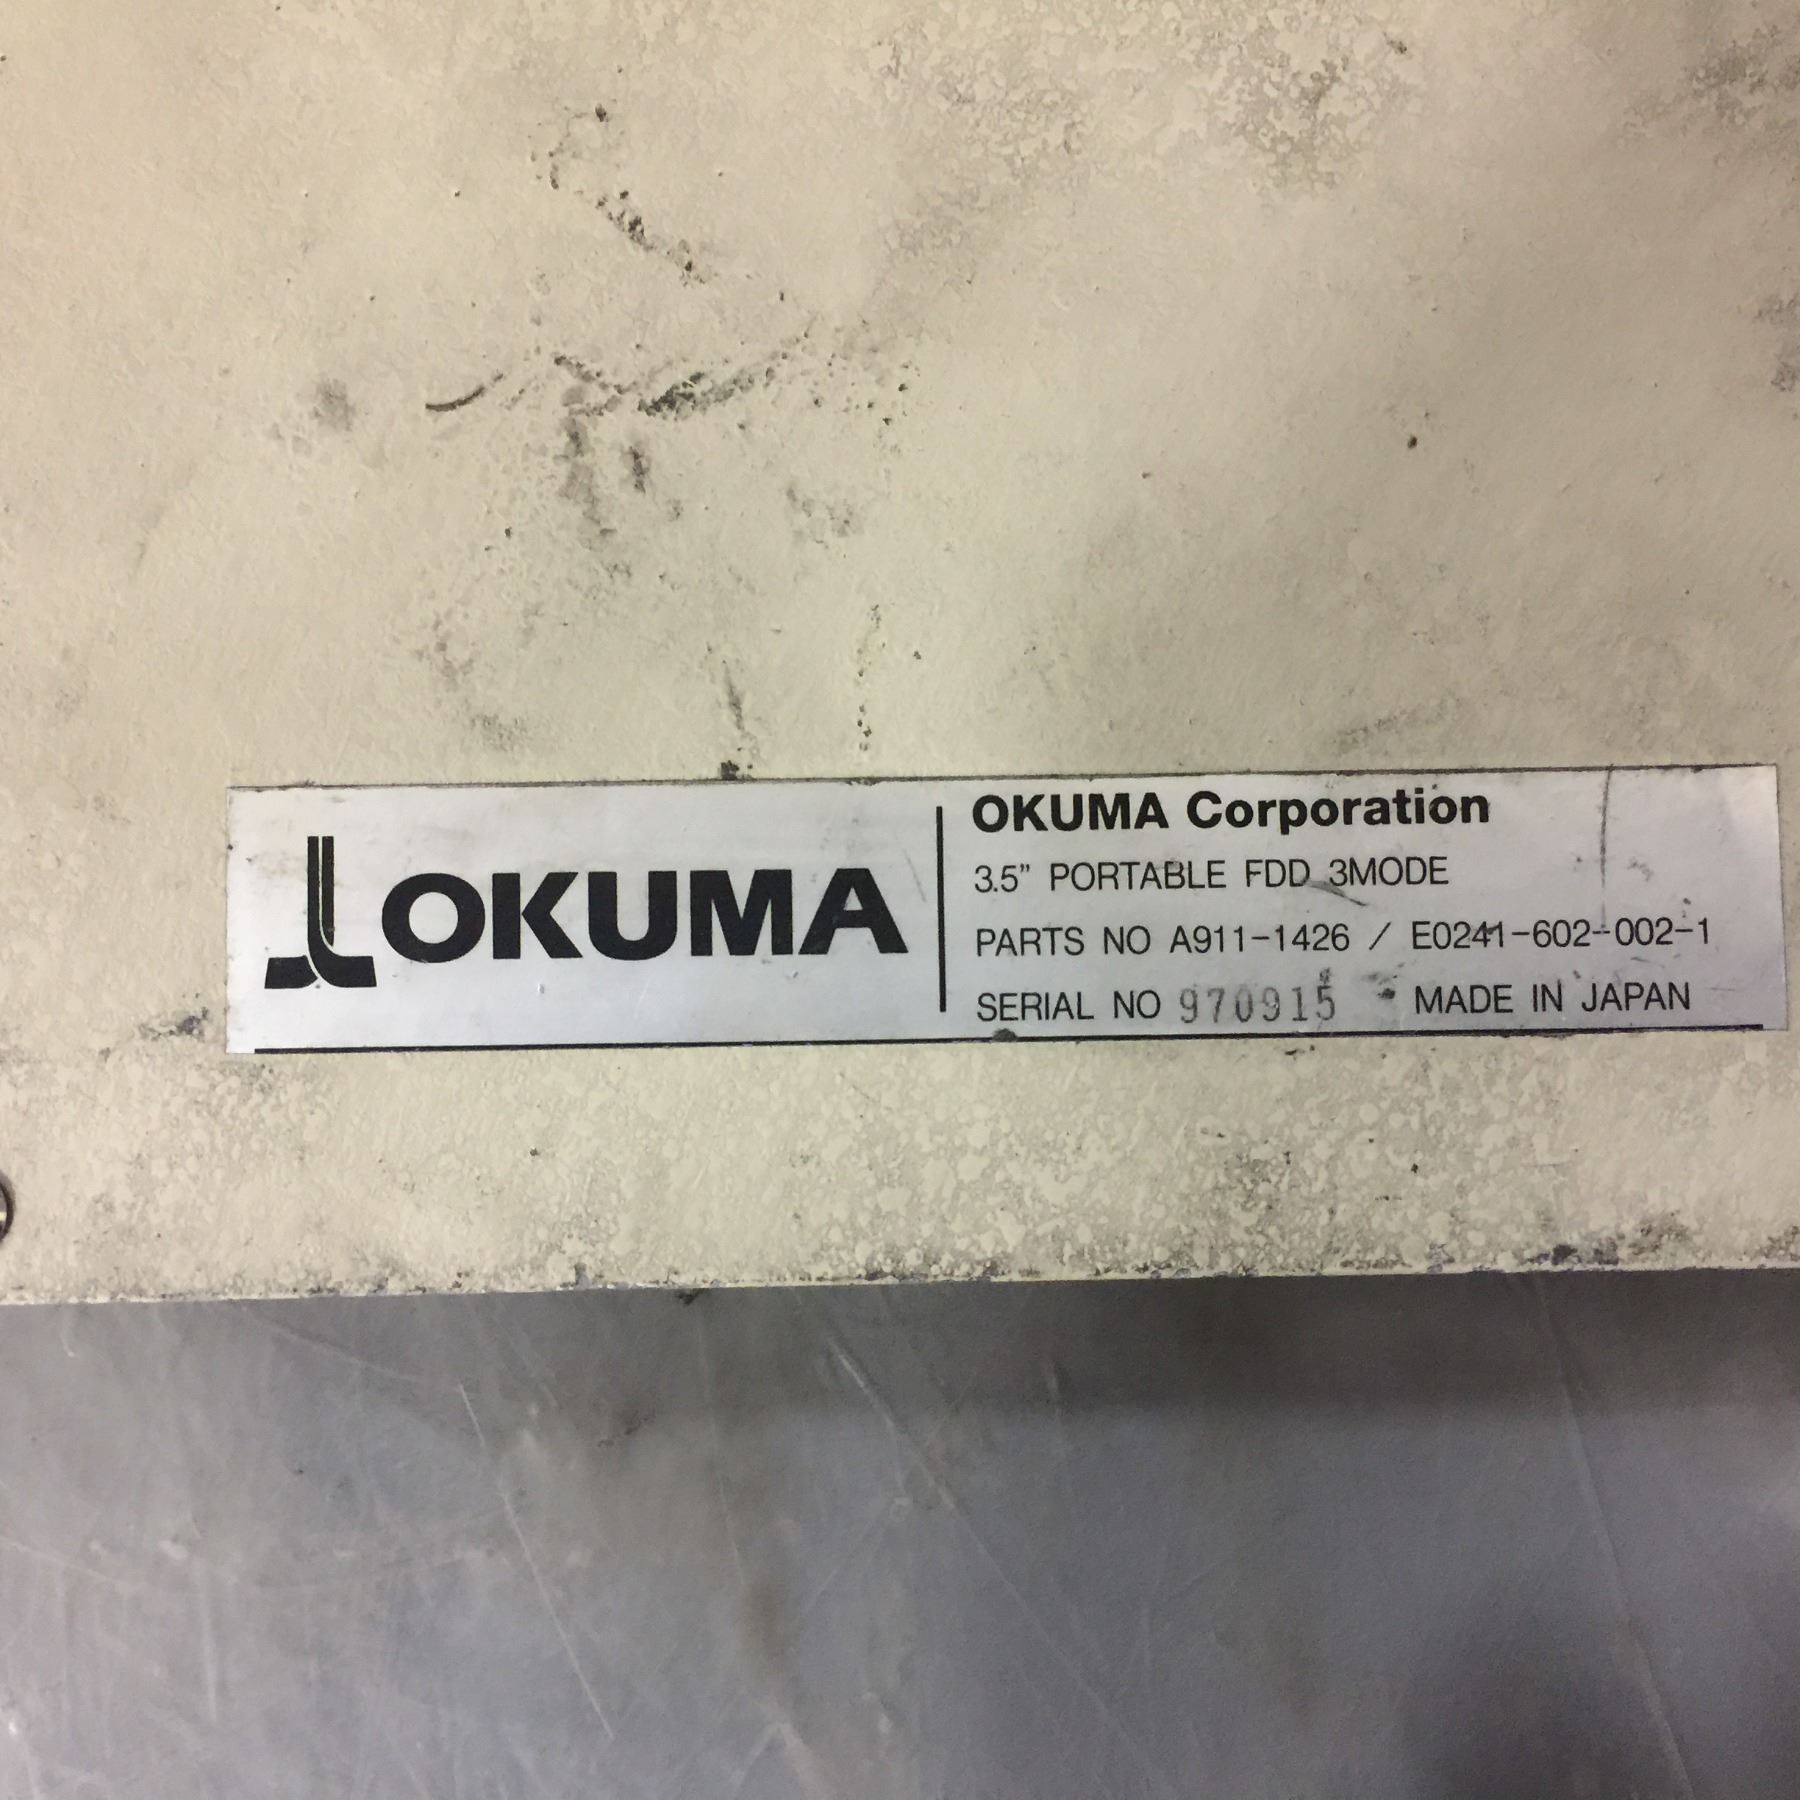 OKUMA
OKUMA Corporation
3.5" PORTABLE FDD 3MODE
PARTS NO A911-1426 / E0241-602-002-1
SERIAL NO 970915 MADE IN JAPAN